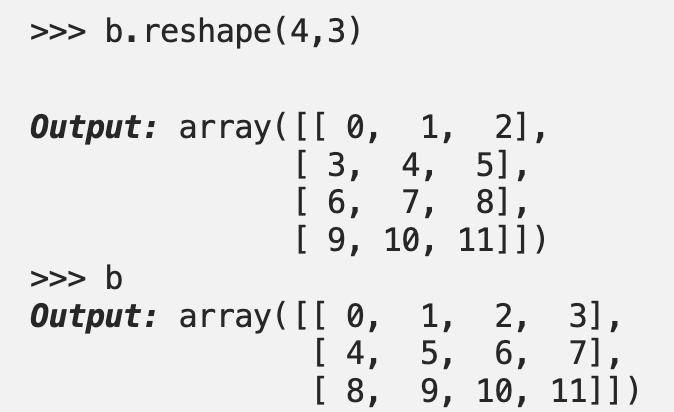 >>> b.reshape(4,3)
Output: array([[ 0,  1,  2],
[ 3,  4,  5],
[ 6,  7,  8],
[ 9, 10, 11]])
>>> b
Output: array([[ 0,  1,  2,  3],
[ 4,  5,  6,  7],
[ 8,  9, 10, 11]])